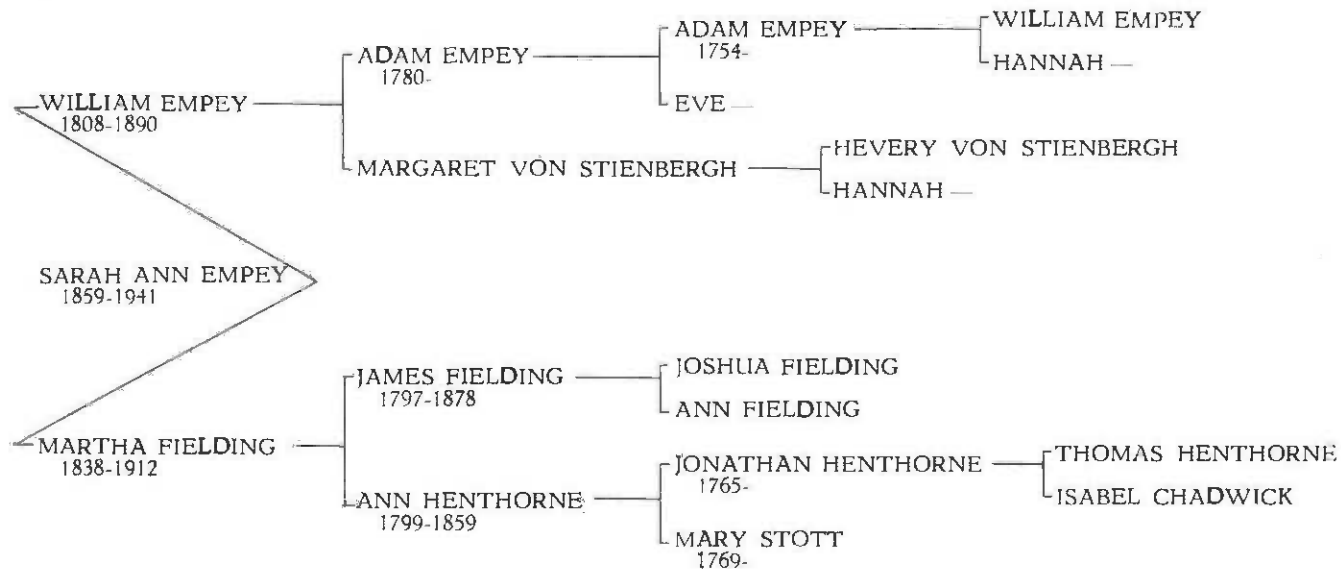 WILLIAM EMPEY
ADAM EMPEY
1754-
HANNAH —
ADAM EMPEY
1780-
EVE —
WILLIAM EMPEY
1808-1890
MARGARET VON STIENBERGH
HEVERY VON STIENBERGH
HANNAH —
SARAH ANN EMPEY
1859-1941
JAMES FIELDING
1797-1878
JOSHUA FIELDING
ANN FIELDING
MARTHA FIELDING
1838-1912
JONATHAN HENTHORNE
1765-
THOMAS HENTHORNE
ISABEL CHADWICK
ANN HENTHORNE
1799-1859
MARY STOTT
1769-